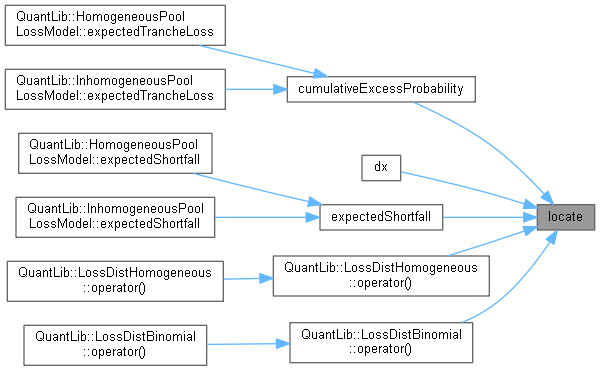 QuantLib::HomogeneousPool
LossModel::expectedTrancheLoss
QuantLib::InhomogeneousPool
LossModel::expectedTrancheLoss
cumulativeExcessProbability
QuantLib::HomogeneousPool
LossModel::expectedShortfall
dx
QuantLib::InhomogeneousPool
LossModel::expectedShortfall
expectedShortfall
locate
QuantLib::LossDistHomogeneous
::operator()
QuantLib::LossDistHomogeneous
::operator()
QuantLib::LossDistBinomial
::operator()
QuantLib::LossDistBinomial
::operator()